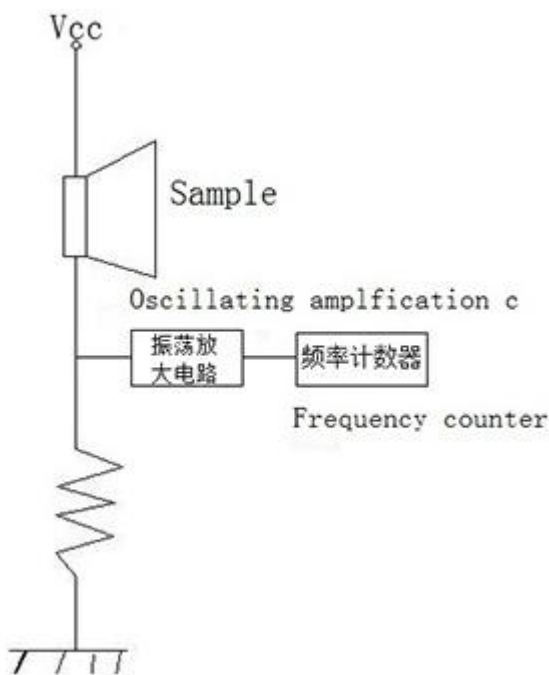 Vcc
Sample
Oscillating amplfication c
振荡放
大电路
频率计数器
Frequency counter